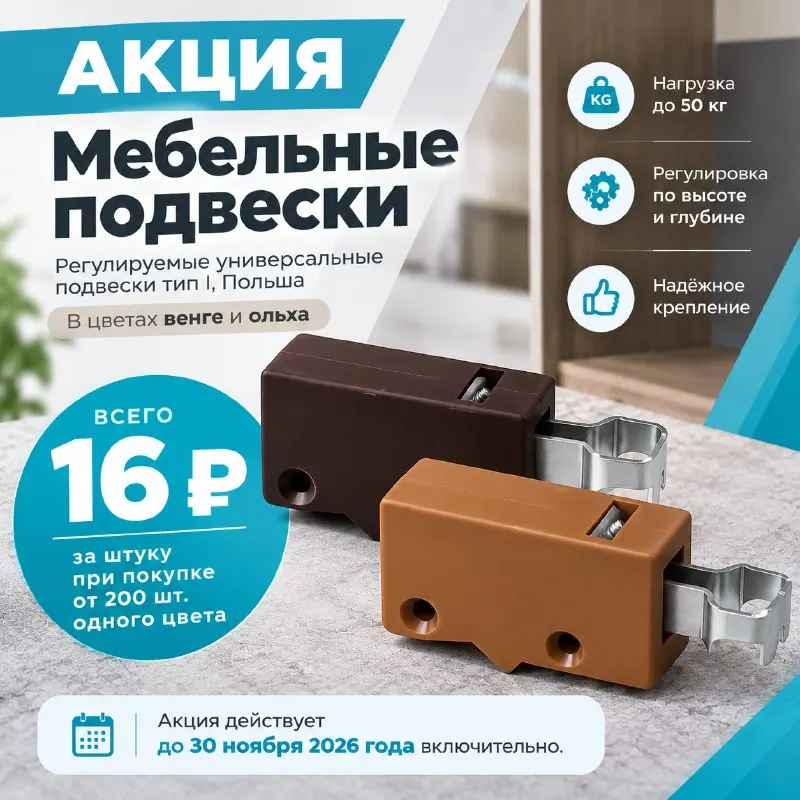 АКЦИЯ
Мебельные
подвески
Регулируемые универсальные
подвески тип I, Польша
В цветах венге и ольха
KG
Нагрузка
до 50 кг
Регулировка
по высоте
и глубине
Надёжное
крепление
ВСЕГО
16 ₽
за штуку
при покупке
от 200 шт.
одного цвета
Акция действует
до 30 ноября 2026 года включительно.